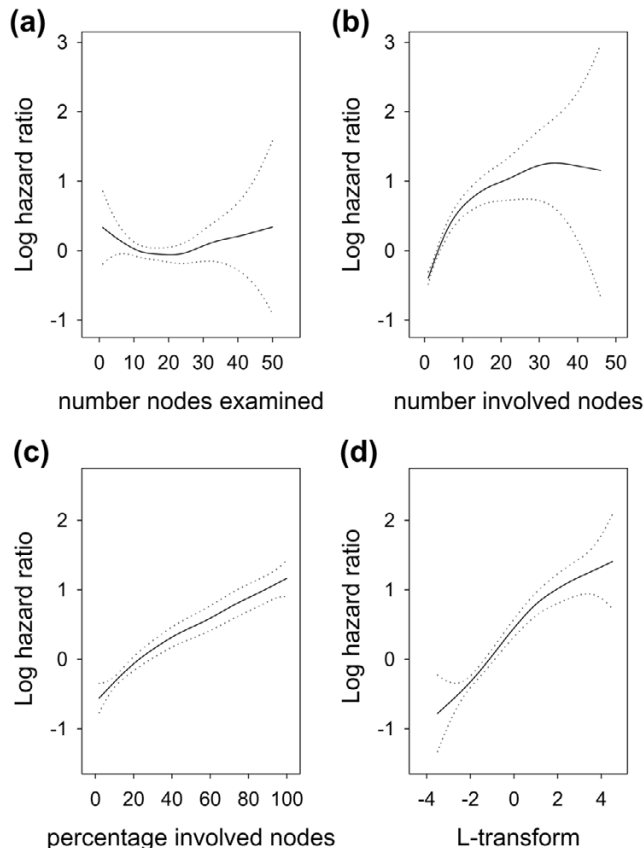 (a)
3
2
1
0
-1
Log hazard ratio
0 10 20 30 40 50
number nodes examined
(b)
3
2
1
0
-1
Log hazard ratio
0 10 20 30 40 50
number involved nodes
(c)
2
1
0
-1
Log hazard ratio
0 20 40 60 80 100
percentage involved nodes
(d)
2
1
0
-1
Log hazard ratio
-4 -2 0 2 4
L-transform